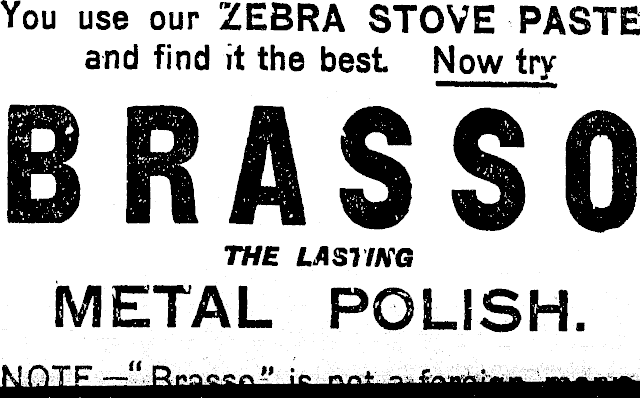 You use our ZEBRA STOVE PASTE
and find it the best. Now try
BRASSO
THE LASTING
METAL POLISH.
NOTE.—"Brasso" is not a foreign